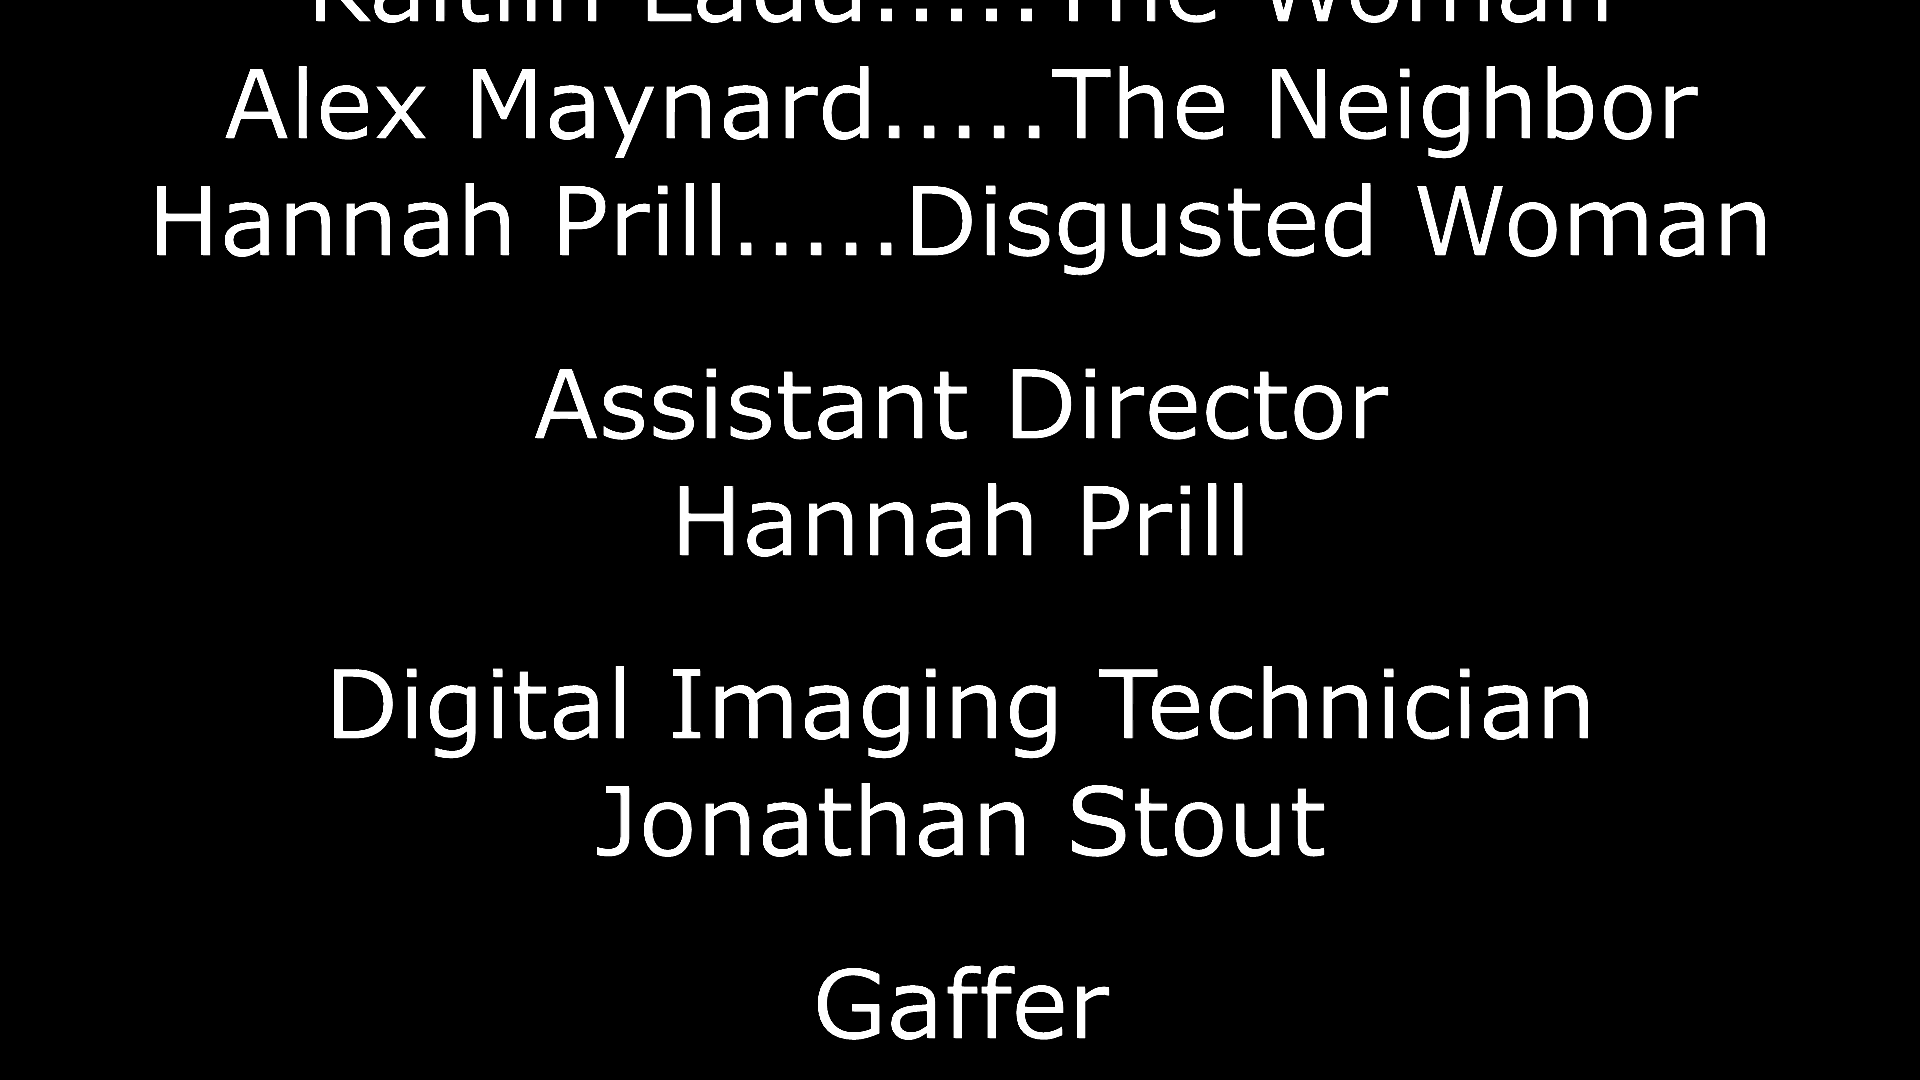 Kaitlin Ladd.....The Woman
Alex Maynard.....The Neighbor
Hannah Prill.....Disgusted Woman
Assistant Director
Hannah Prill
Digital Imaging Technician
Jonathan Stout
Gaffer